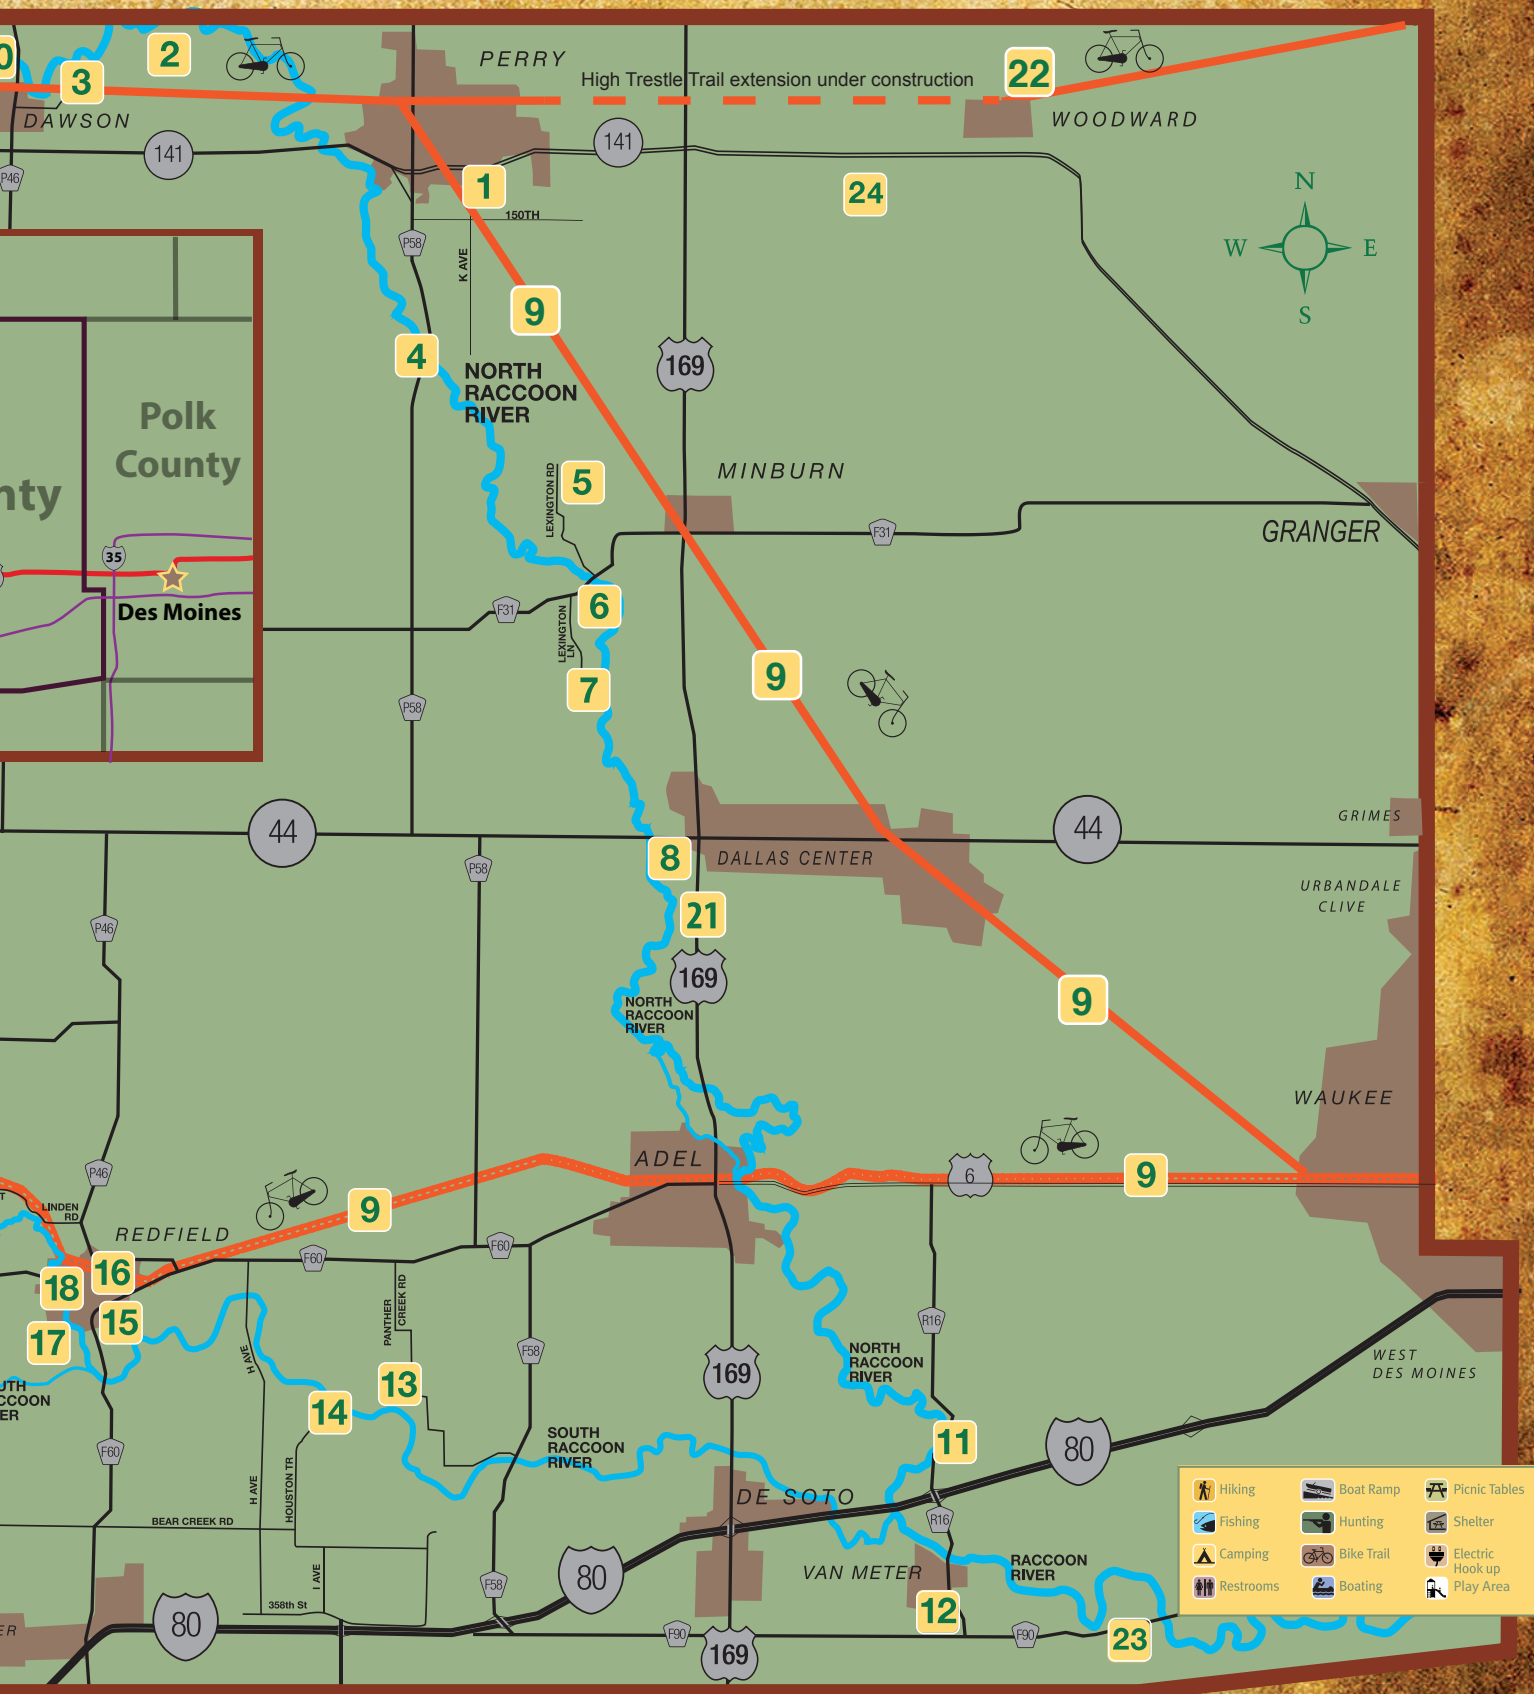 0
3
2
PERRY
High Trestle Trail extension under construction
22
WOODWARD
DAWSON
141
141
P46
1
24
150TH
P58
K AVE
N
W E
S
9
4
169
NORTH
RACCOON
RIVER
Polk
County
nty
35
Des Moines
MINBURN
LEXINGTON RD
5
F31
GRANGER
F31
6
LEXINGTON
LN
7
9
P58
44
44
GRIMES
8
DALLAS CENTER
P58
URBANDALE
CLIVE
21
P46
169
9
NORTH
RACCOON
RIVER
WAUKEE
ADEL
P46
6
9
9
LINDEN
RD
T
REDFIELD
F60
F60
16
18
15
17
PANTHER
CREEK RD
H AVE
R16
F58
NORTH
RACCOON
RIVER
WEST
DES MOINES
169
13
14
UTH
CCOON
ER
11
SOUTH
RACCOON
RIVER
80
F60
H AVE
HOUSTON TR
DE SOTO
BEAR CREEK RD
R16
VAN METER
RACCOON
RIVER
I AVE
F58
80
358th St
80
12
ER
F90
169
F90
23
Hiking
Boat Ramp
Picnic Tables
Fishing
Hunting
Shelter
Camping
Bike Trail
Electric
Hook up
Restrooms
Boating
Play Area